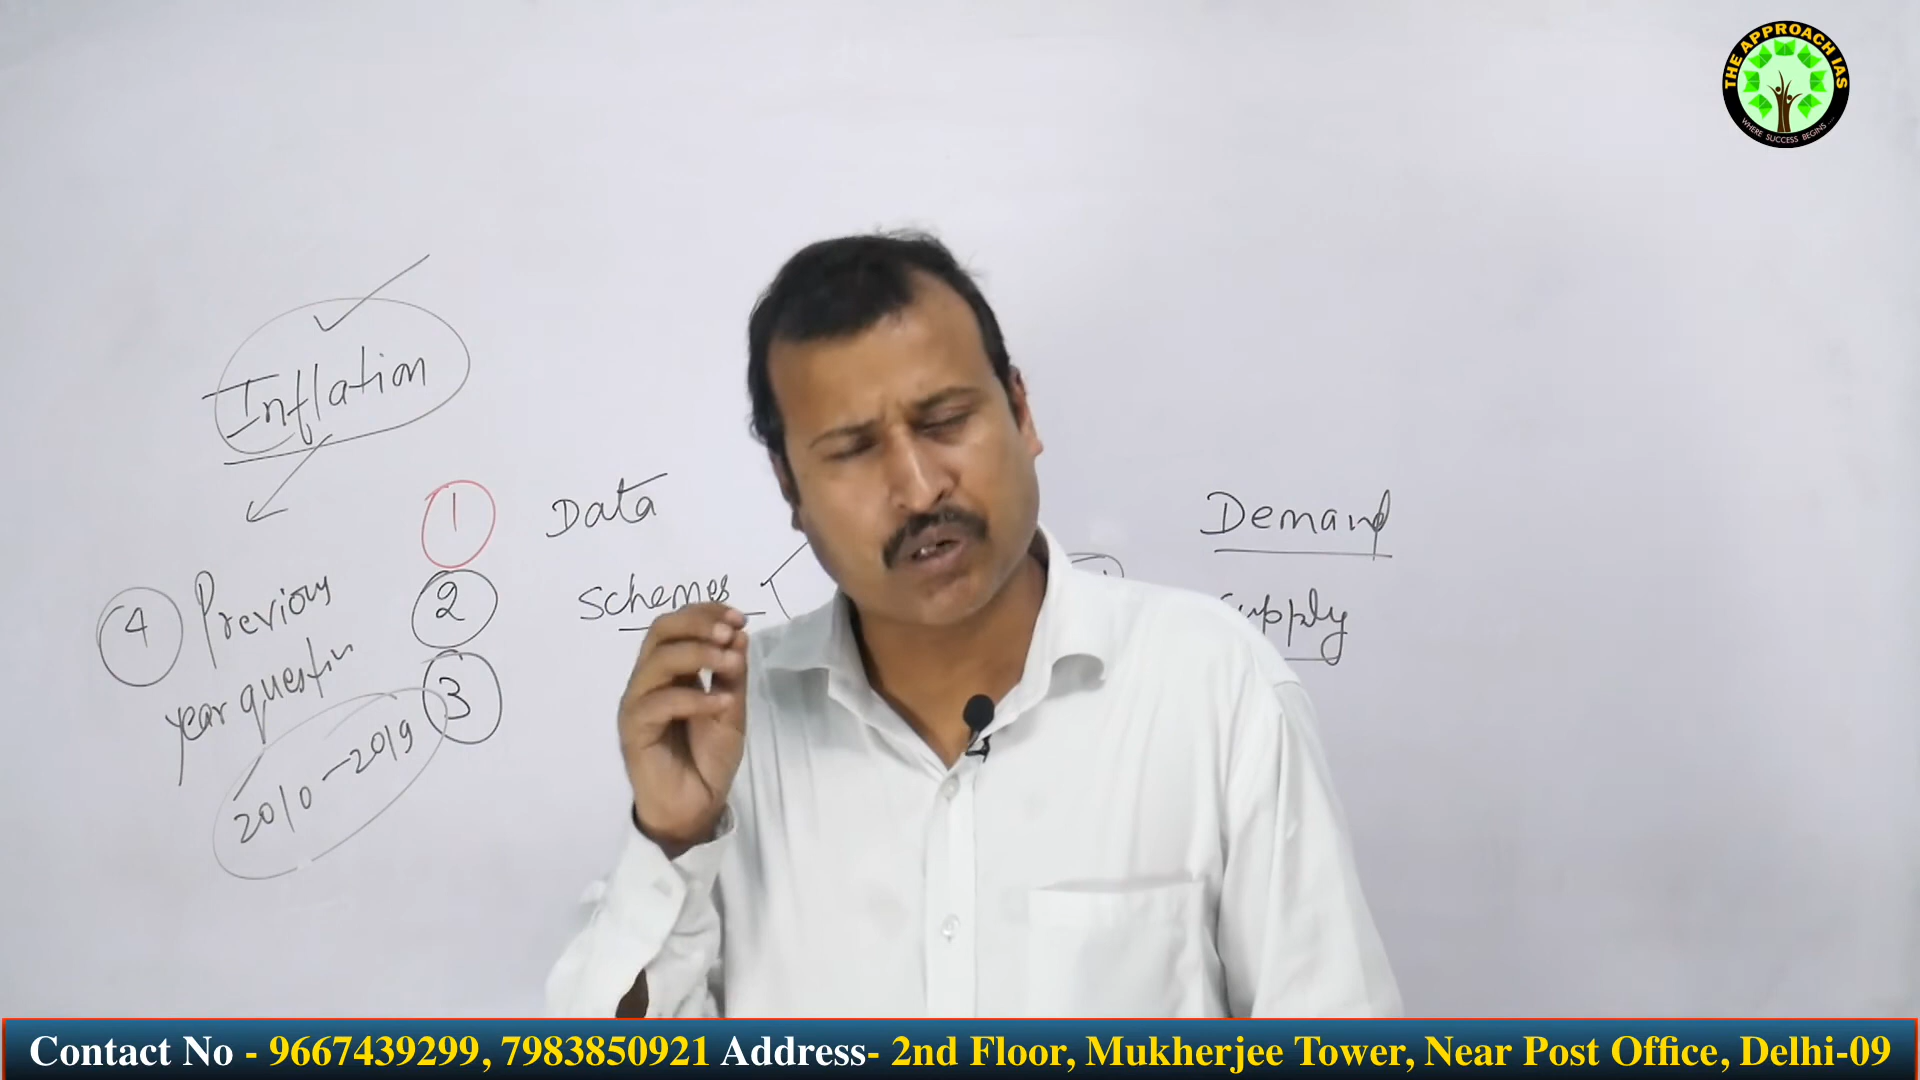 THE APPROACH IAS
WHERE SUCCESS BEGINS ....
Inflation
1 Data
Demand
2 Schemes
Supply
3
4 Previous
year question
2010-2019
Contact No - 9667439299, 7983850921 Address- 2nd Floor, Mukherjee Tower, Near Post Office, Delhi-09